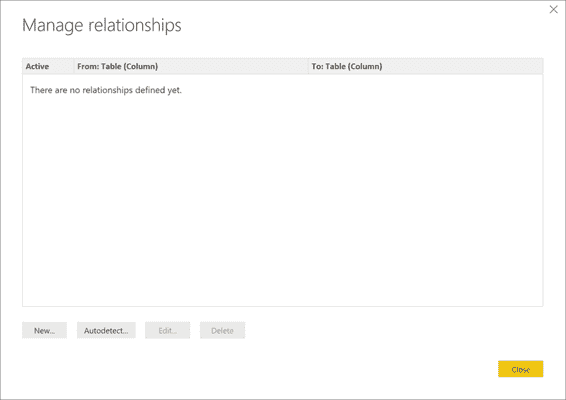 Manage relationships
Active From: Table (Column) To: Table (Column)
There are no relationships defined yet.
New... Autodetect... Edit... Delete
Close